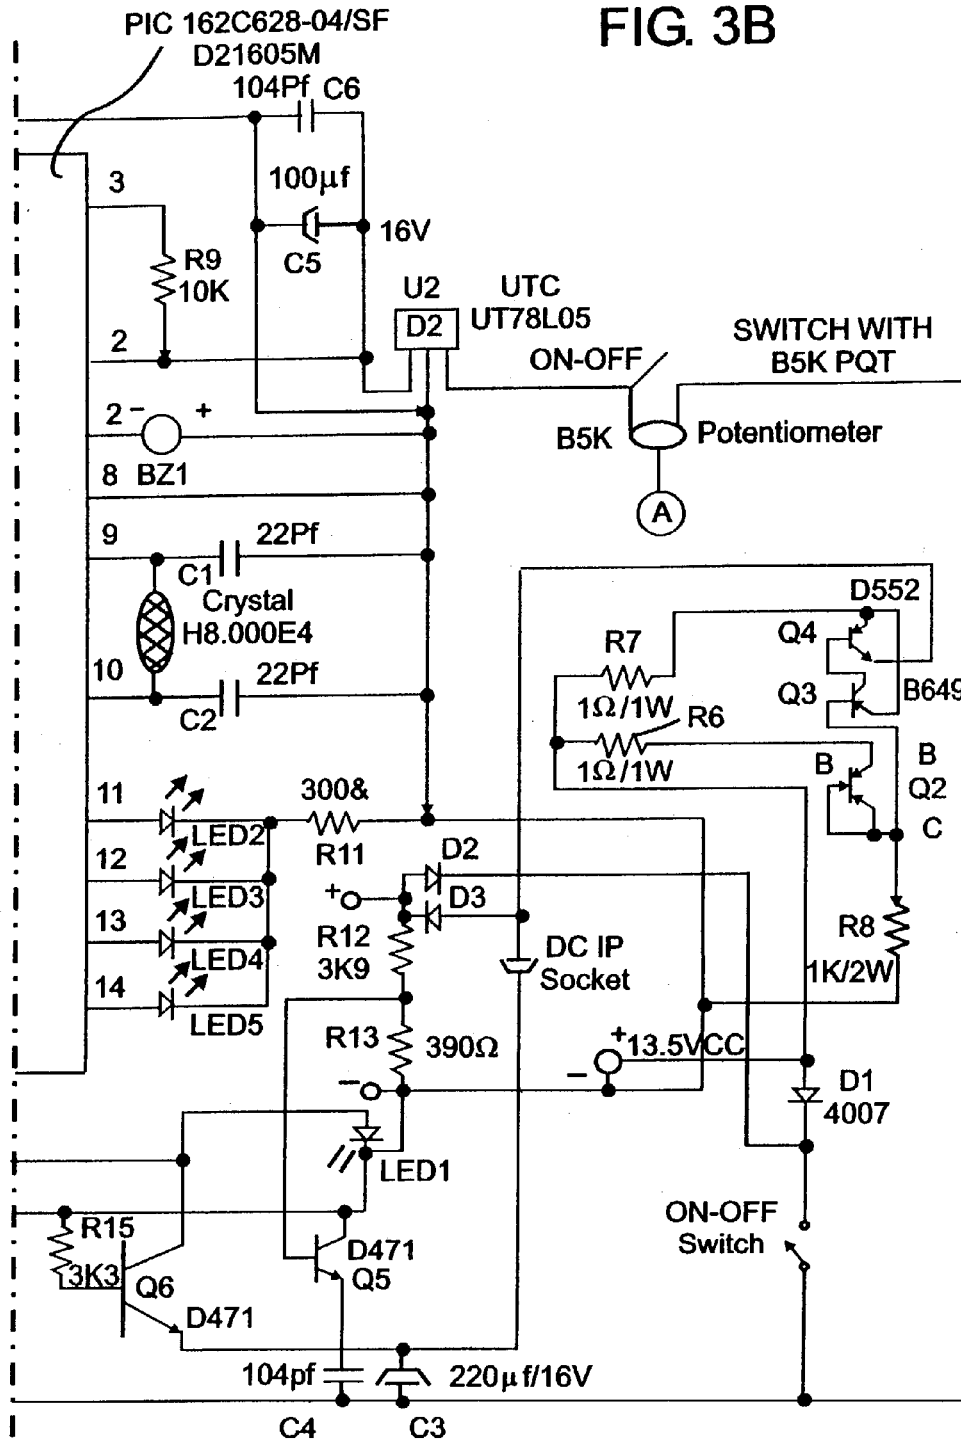 FIG. 3B
PIC 162C628-04/SF
D21605M
104Pf C6
3
100µf
16V
C5
R9
10K
U2
UTC
UT78L05
D2
SWITCH WITH
B5K PQT
ON-OFF
2
2 - +
BZ1
B5K
Potentiometer
A
8
9
22Pf
C1
Crystal
H8.000E4
10
22Pf
C2
D552
Q4
R7
1Ω/1W
Q3
B649
R6
1Ω/1W
B
B
Q2
C
11
LED2
300&
R11
12
LED3
D2
+
D3
13
LED4
R12
3K9
DC IP
Socket
R8
1K/2W
14
LED5
R13
390Ω
+
13.5VCC
-
-
D1
4007
LED1
ON-OFF
Switch
R15
3K3
Q6
D471
D471
Q5
104pf
220µf/16V
C4
C3